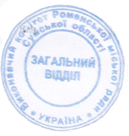 Виконавчий комітет Роменської міської ради
Сумської області
ЗАГАЛЬНИЙ
ВІДДІЛ
* УКРАЇНА *